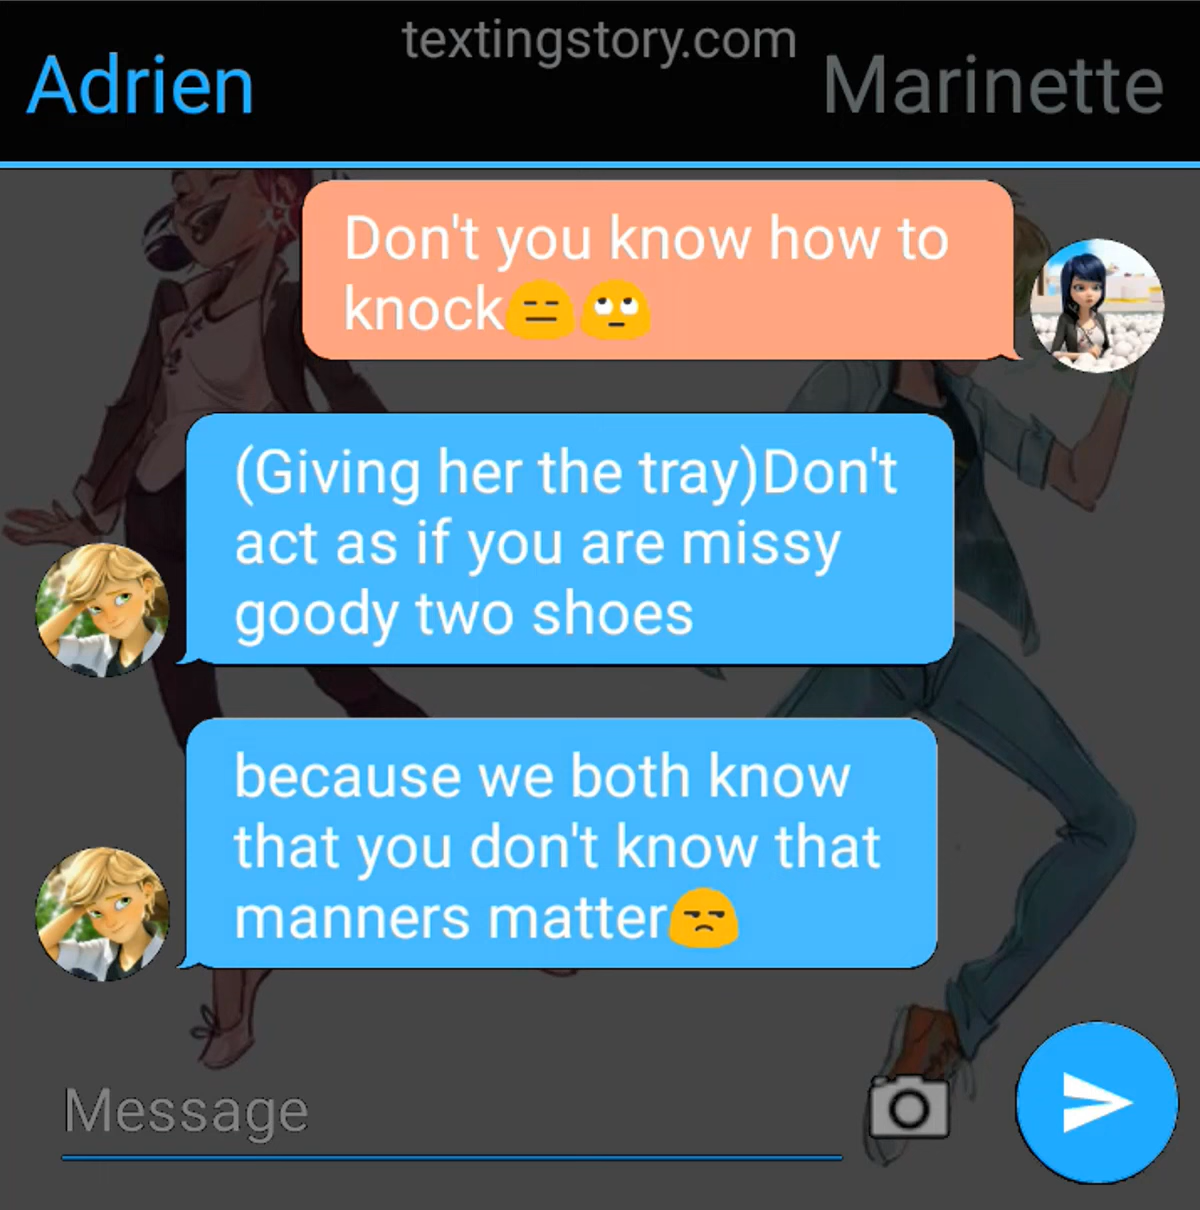 textingstory.com
Adrien
Marinette
Don't you know how to
knock😑🙄
(Giving her the tray)Don't
act as if you are missy
goody two shoes
because we both know
that you don't know that
manners matter😒
Message